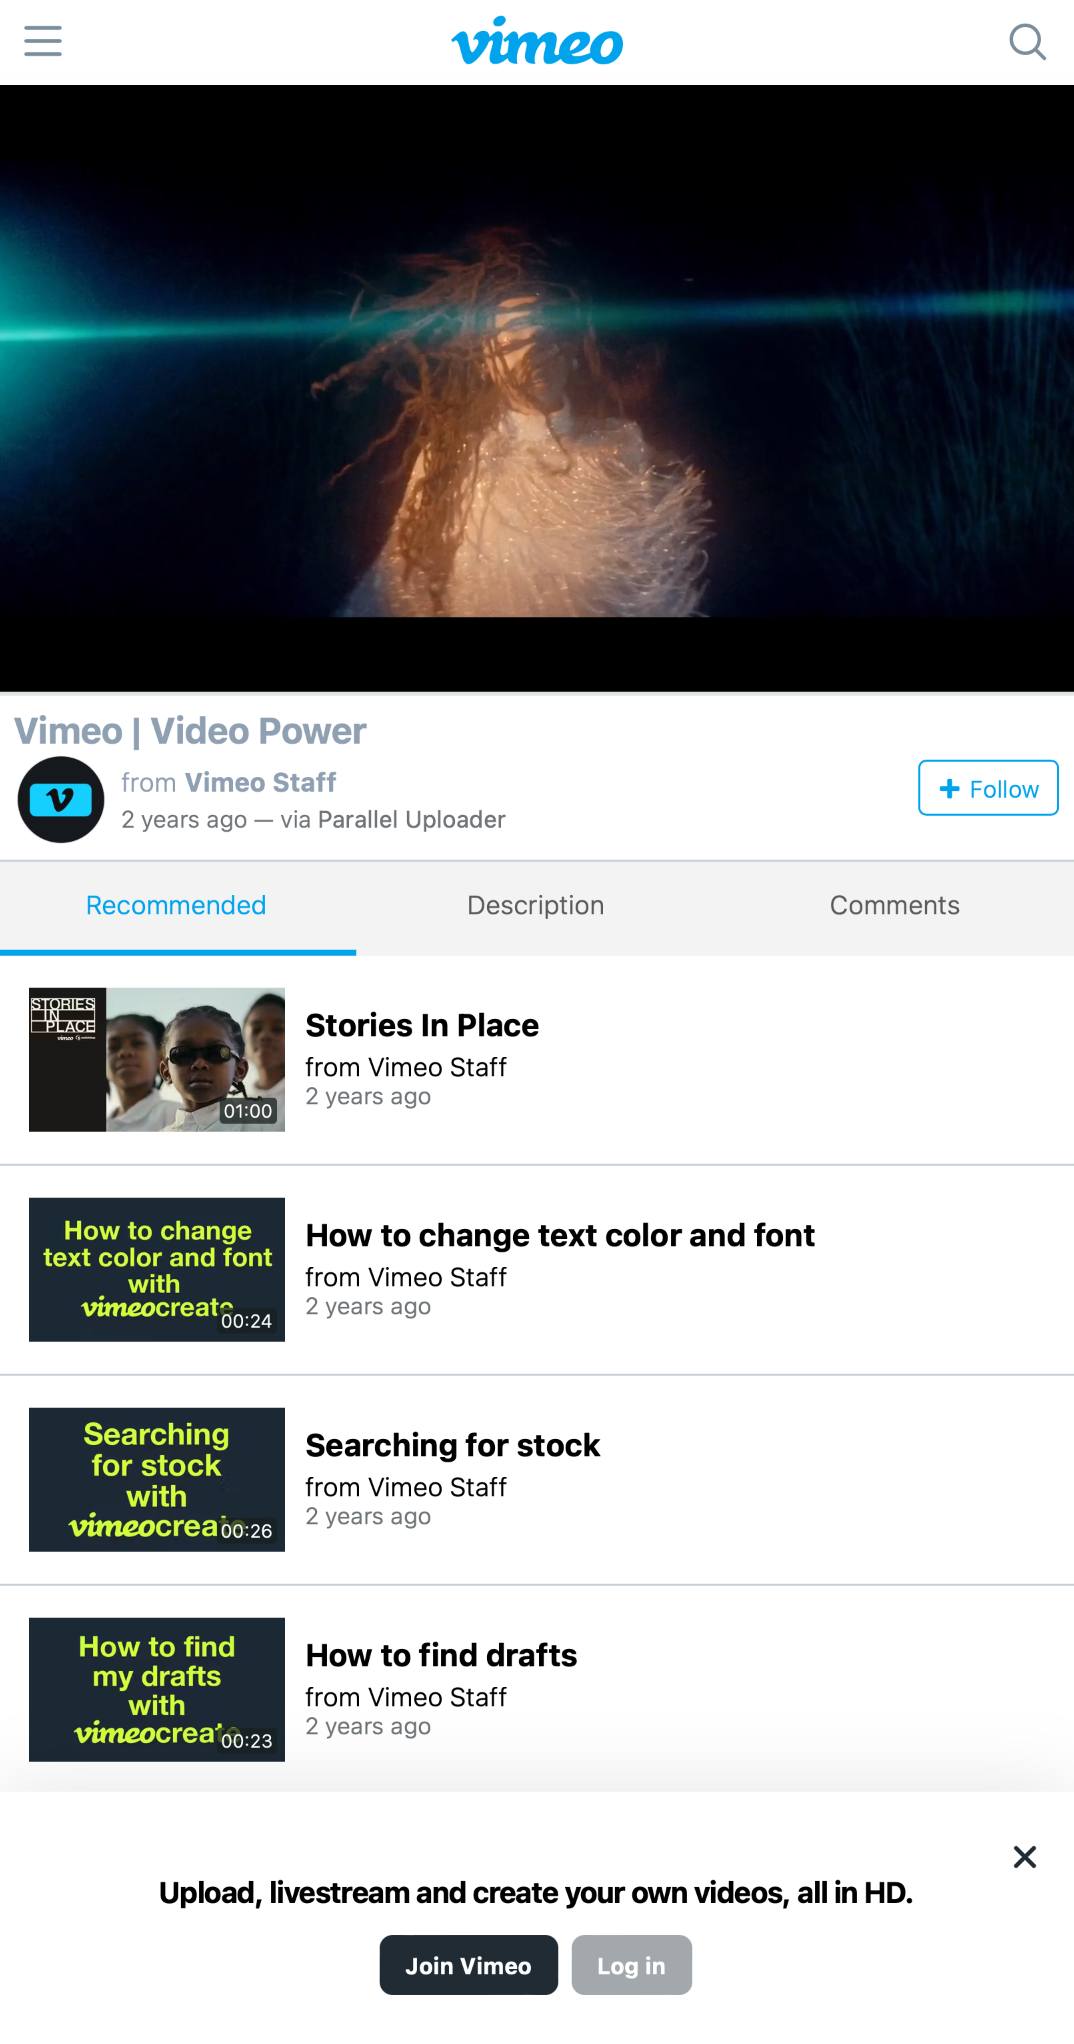 vimeo
Vimeo | Video Power
from Vimeo Staff
2 years ago — via Parallel Uploader
+ Follow
Recommended
Description
Comments
STORIES
IN
PLACE
vimeo
01:00
Stories In Place
from Vimeo Staff
2 years ago
How to change
text color and font
with
vimeocreate
00:24
How to change text color and font
from Vimeo Staff
2 years ago
Searching
for stock
with
vimeocreate
00:26
Searching for stock
from Vimeo Staff
2 years ago
How to find
my drafts
with
vimeocreate
00:23
How to find drafts
from Vimeo Staff
2 years ago
Upload, livestream and create your own videos, all in HD.
Join Vimeo
Log in